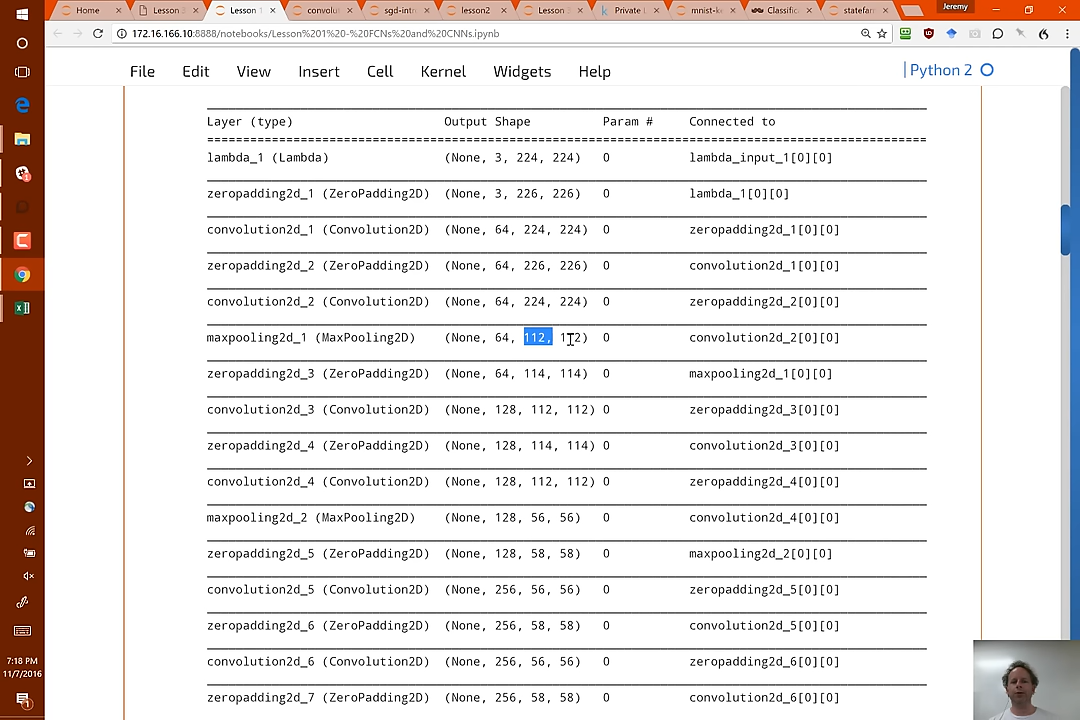 Home
Lesson
Lesson 1
convolu
sgd-intr
lesson2
Lesson
Private
mnist-k
Classific
statefar
Jeremy
172.16.166.10:8888/notebooks/Lesson%201%20-%20FCNs%20and%20CNNs.ipynb
File Edit View Insert Cell Kernel Widgets Help
Python 2
Layer (type) Output Shape Param # Connected to
====================================================================================================
lambda_1 (Lambda) (None, 3, 224, 224) 0 lambda_input_1[0][0]
zeropadding2d_1 (ZeroPadding2D) (None, 3, 226, 226) 0 lambda_1[0][0]
convolution2d_1 (Convolution2D) (None, 64, 224, 224) 0 zeropadding2d_1[0][0]
zeropadding2d_2 (ZeroPadding2D) (None, 64, 226, 226) 0 convolution2d_1[0][0]
convolution2d_2 (Convolution2D) (None, 64, 224, 224) 0 zeropadding2d_2[0][0]
maxpooling2d_1 (MaxPooling2D) (None, 64, 112, 112) 0 convolution2d_2[0][0]
zeropadding2d_3 (ZeroPadding2D) (None, 64, 114, 114) 0 maxpooling2d_1[0][0]
convolution2d_3 (Convolution2D) (None, 128, 112, 112) 0 zeropadding2d_3[0][0]
zeropadding2d_4 (ZeroPadding2D) (None, 128, 114, 114) 0 convolution2d_3[0][0]
convolution2d_4 (Convolution2D) (None, 128, 112, 112) 0 zeropadding2d_4[0][0]
maxpooling2d_2 (MaxPooling2D) (None, 128, 56, 56) 0 convolution2d_4[0][0]
zeropadding2d_5 (ZeroPadding2D) (None, 128, 58, 58) 0 maxpooling2d_2[0][0]
convolution2d_5 (Convolution2D) (None, 256, 56, 56) 0 zeropadding2d_5[0][0]
zeropadding2d_6 (ZeroPadding2D) (None, 256, 58, 58) 0 convolution2d_5[0][0]
convolution2d_6 (Convolution2D) (None, 256, 56, 56) 0 zeropadding2d_6[0][0]
zeropadding2d_7 (ZeroPadding2D) (None, 256, 58, 58) 0 convolution2d_6[0][0]
7:18 PM
11/7/2016